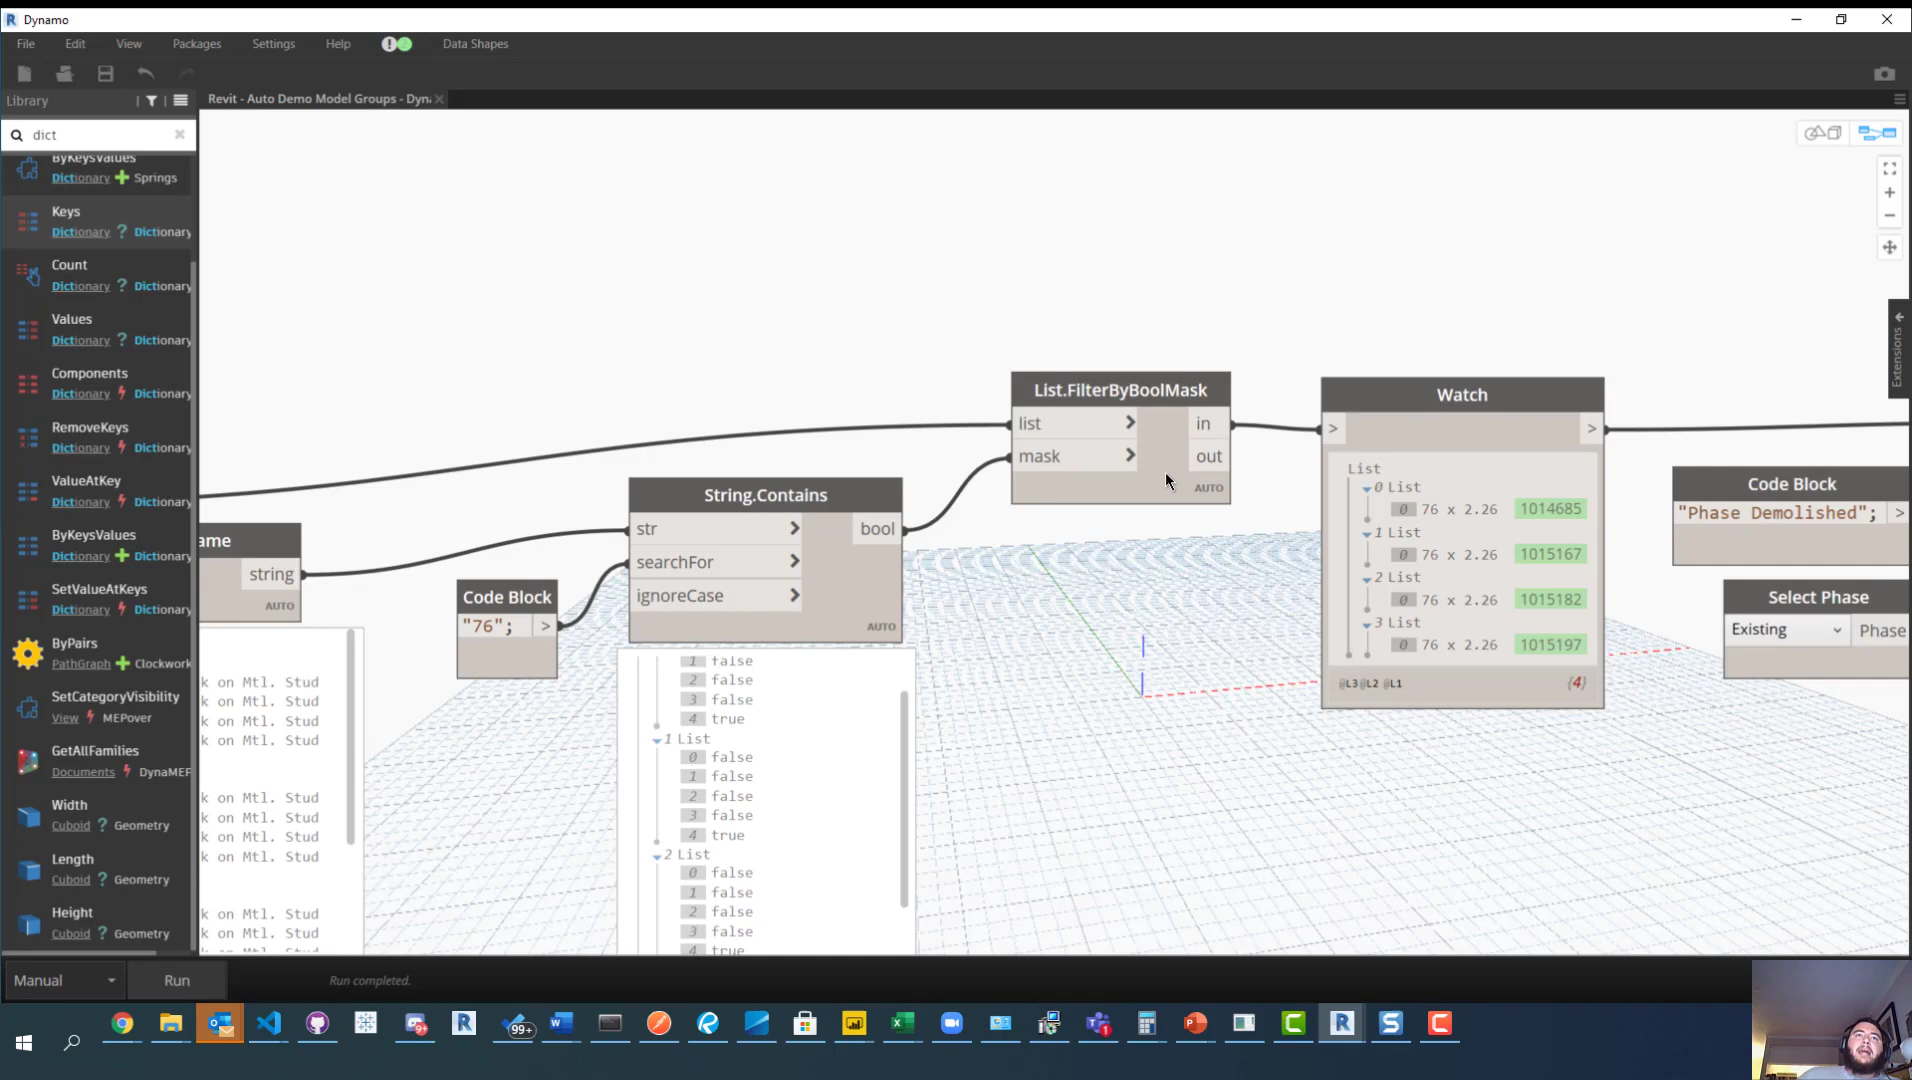 Dynamo
File Edit View Packages Settings Help Data Shapes
Library
Revit - Auto Demo Model Groups - Dyn
dict
ByKeysValues
Dictionary Springs
Keys
Dictionary ? Dictionary
Count
Dictionary ? Dictionary
Values
Dictionary ? Dictionary
Components
Dictionary Dictionary
RemoveKeys
Dictionary Dictionary
ValueAtKey
Dictionary Dictionary
ByKeysValues
Dictionary Dictionary
SetValueAtKeys
Dictionary Dictionary
ByPairs
PathGraph Clockwork
SetCategoryVisibility
View MEPover
GetAllFamilies
Documents DynaMEF
Width
Cuboid ? Geometry
Length
Cuboid ? Geometry
Height
Cuboid ? Geometry
ame
string
AUTO
k on Mtl. Stud
k on Mtl. Stud
k on Mtl. Stud
k on Mtl. Stud
k on Mtl. Stud
k on Mtl. Stud
k on Mtl. Stud
k on Mtl. Stud
k on Mtl. Stud
k on Mtl. Stud
Code Block
"76"; >
String.Contains
str > bool
searchFor >
ignoreCase >
AUTO
1 false
2 false
3 false
4 true
1 List
0 false
1 false
2 false
3 false
4 true
2 List
0 false
1 false
2 false
3 false
4 true
List.FilterByBoolMask
list > in
mask > out
AUTO
Watch
> >
List
0 List
0 76 x 2.26 1014685
1 List
0 76 x 2.26 1015167
2 List
0 76 x 2.26 1015182
3 List
0 76 x 2.26 1015197
@L3 @L2 @L1 {4}
Code Block
"Phase Demolished"; >
Select Phase
Existing Phase
Extensions
Manual Run Run completed.
99+